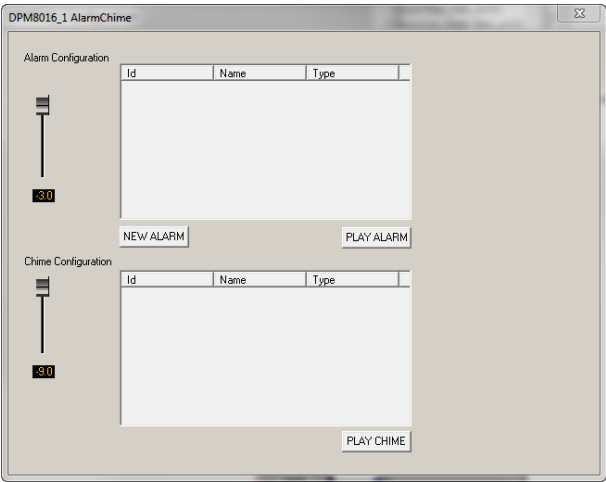 DPM8016_1 AlarmChime
Alarm Configuration
Id Name Type
-3.0
NEW ALARM PLAY ALARM
Chime Configuration
Id Name Type
-9.0
PLAY CHIME